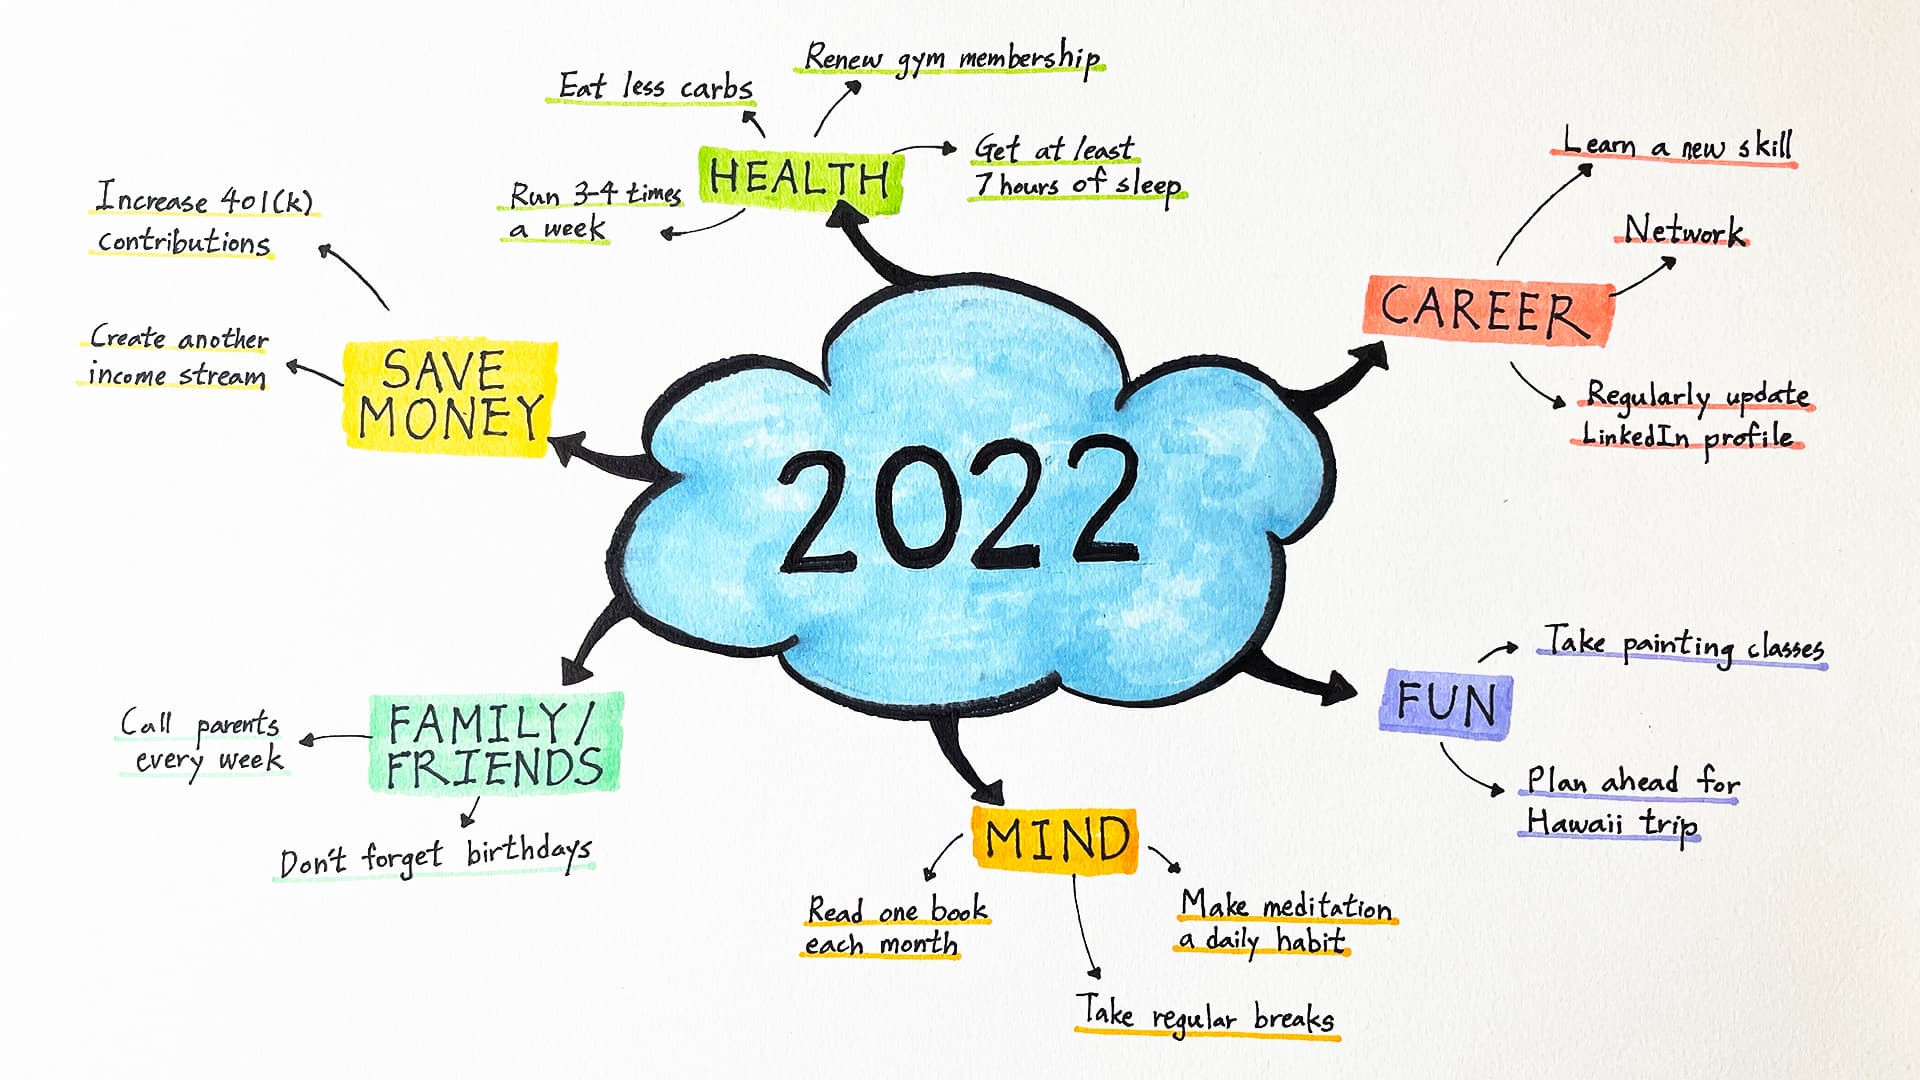 2022
HEALTH
Eat less carbs
Renew gym membership
Get at least
7 hours of sleep
Run 3-4 times
a week
CAREER
Learn a new skill
Network
Regularly update
LinkedIn profile
FUN
Take painting classes
Plan ahead for
Hawaii trip
MIND
Make meditation
a daily habit
Take regular breaks
Read one book
each month
FAMILY/
FRIENDS
Call parents
every week
Don't forget birthdays
SAVE
MONEY
Increase 401(k)
contributions
Create another
income stream